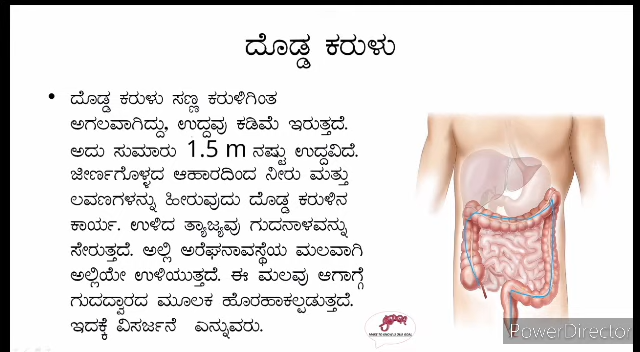 ದೊಡ್ಡ ಕರುಳು
• ದೊಡ್ಡ ಕರುಳು ಸಣ್ಣ ಕರುಳಿಗಿಂತ
ಅಗಲವಾಗಿದ್ದು, ಉದ್ದವು ಕಡಿಮೆ ಇರುತ್ತದೆ.
ಅದು ಸುಮಾರು 1.5 m ನಷ್ಟು ಉದ್ದವಿದೆ.
ಜೀರ್ಣಗೊಳ್ಳದ ಆಹಾರದಿಂದ ನೀರು ಮತ್ತು
ಲವಣಗಳನ್ನು ಹೀರುವುದು ದೊಡ್ಡ ಕರುಳಿನ
ಕಾರ್ಯ. ಉಳಿದ ತ್ಯಾಜ್ಯವು ಗುದನಾಳವನ್ನು
ಸೇರುತ್ತದೆ. ಅಲ್ಲಿ ಅರೆಘನಾವಸ್ಥೆಯ ಮಲವಾಗಿ
ಅಲ್ಲಿಯೇ ಉಳಿಯುತ್ತದೆ. ಈ ಮಲವು ಆಗಾಗ್ಗೆ
ಗುದದ್ವಾರದ ಮೂಲಕ ಹೊರಹಾಕಲ್ಪಡುತ್ತದೆ.
ಇದಕ್ಕೆ ವಿಸರ್ಜನೆ ಎನ್ನುವರು.
PowerDirector